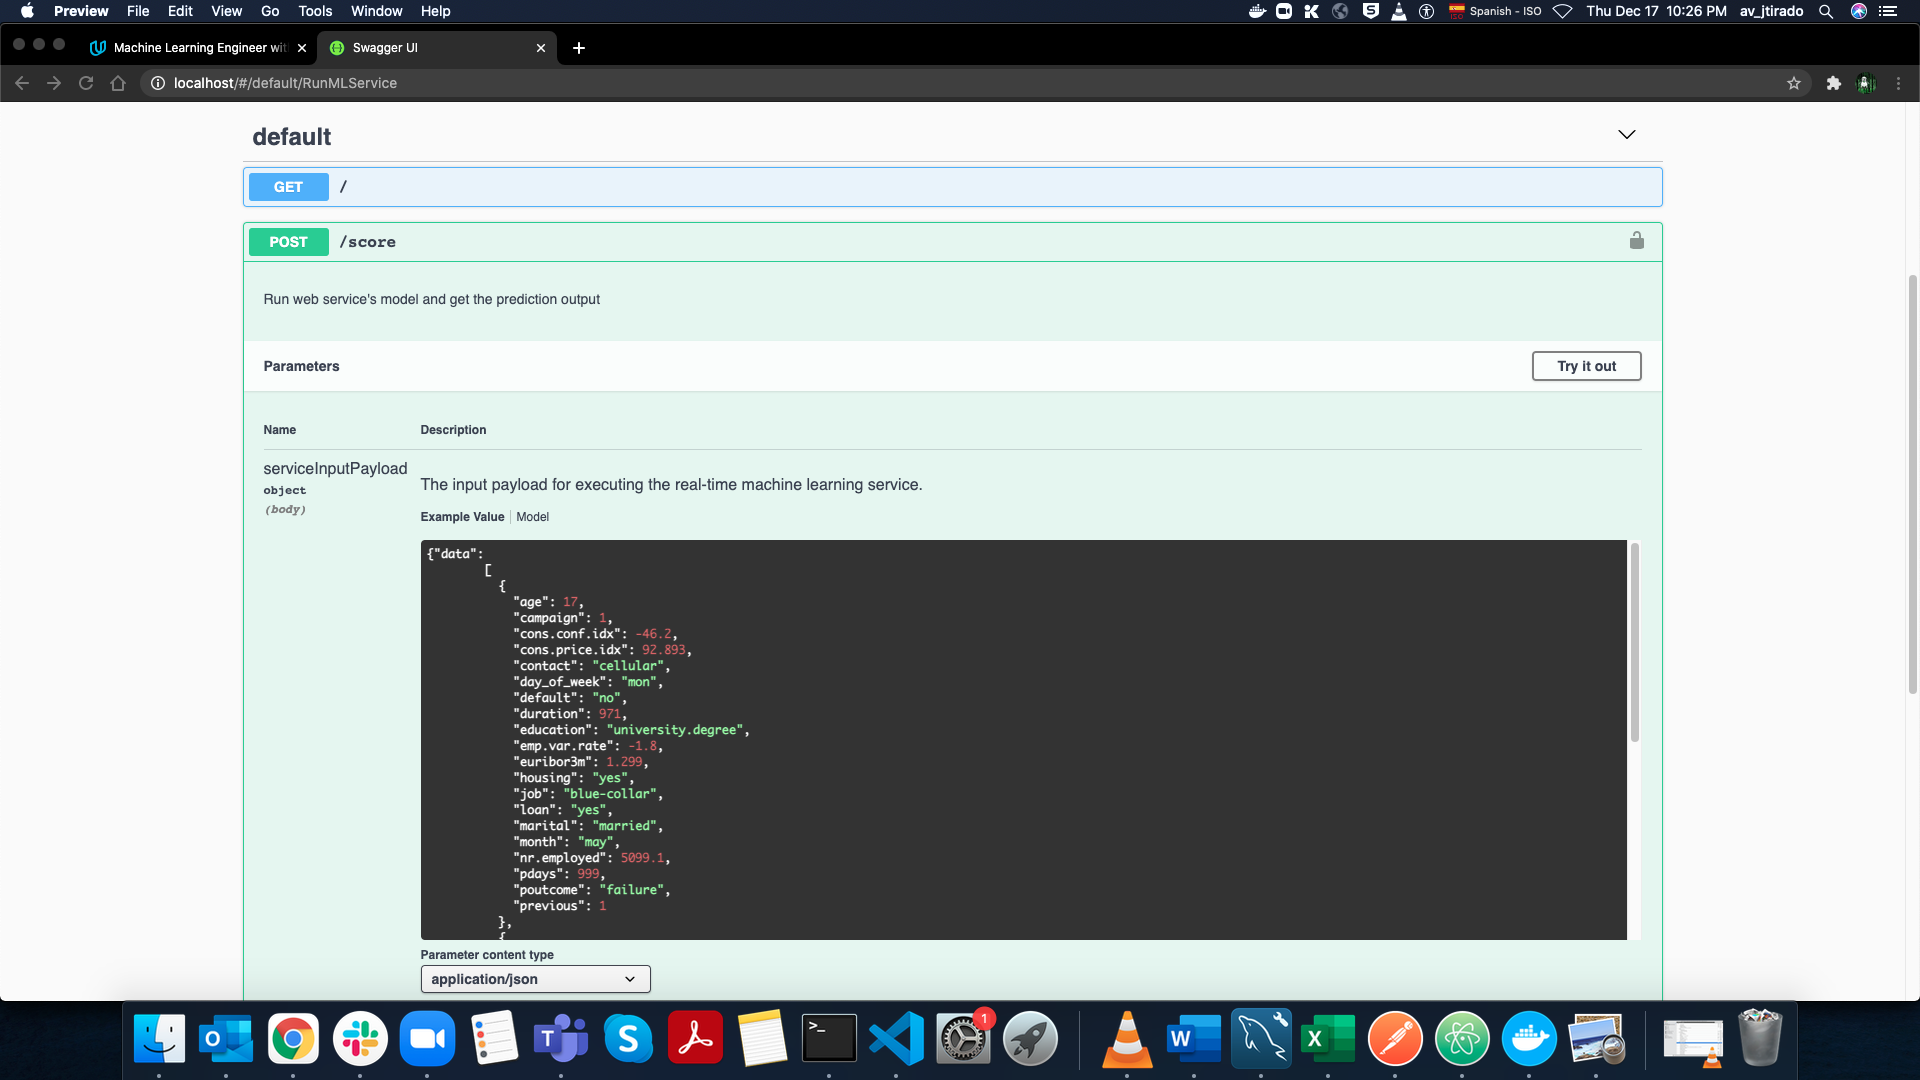 Preview File Edit View Go Tools Window Help Spanish - ISO Thu Dec 17 10:26 PM av_jtirado
Machine Learning Engineer wit Swagger UI
localhost/#/default/RunMLService
default
GET /
POST /score
Run web service's model and get the prediction output
Parameters Try it out
Name Description
serviceInputPayload
object
(body)
The input payload for executing the real-time machine learning service.
Example Value Model
{"data":
[
{
"age": 17,
"campaign": 1,
"cons.conf.idx": -46.2,
"cons.price.idx": 92.893,
"contact": "cellular",
"day_of_week": "mon",
"default": "no",
"duration": 971,
"education": "university.degree",
"emp.var.rate": -1.8,
"euribor3m": 1.299,
"housing": "yes",
"job": "blue-collar",
"loan": "yes",
"marital": "married",
"month": "may",
"nr.employed": 5099.1,
"pdays": 999,
"poutcome": "failure",
"previous": 1
},
{
Parameter content type
application/json
1